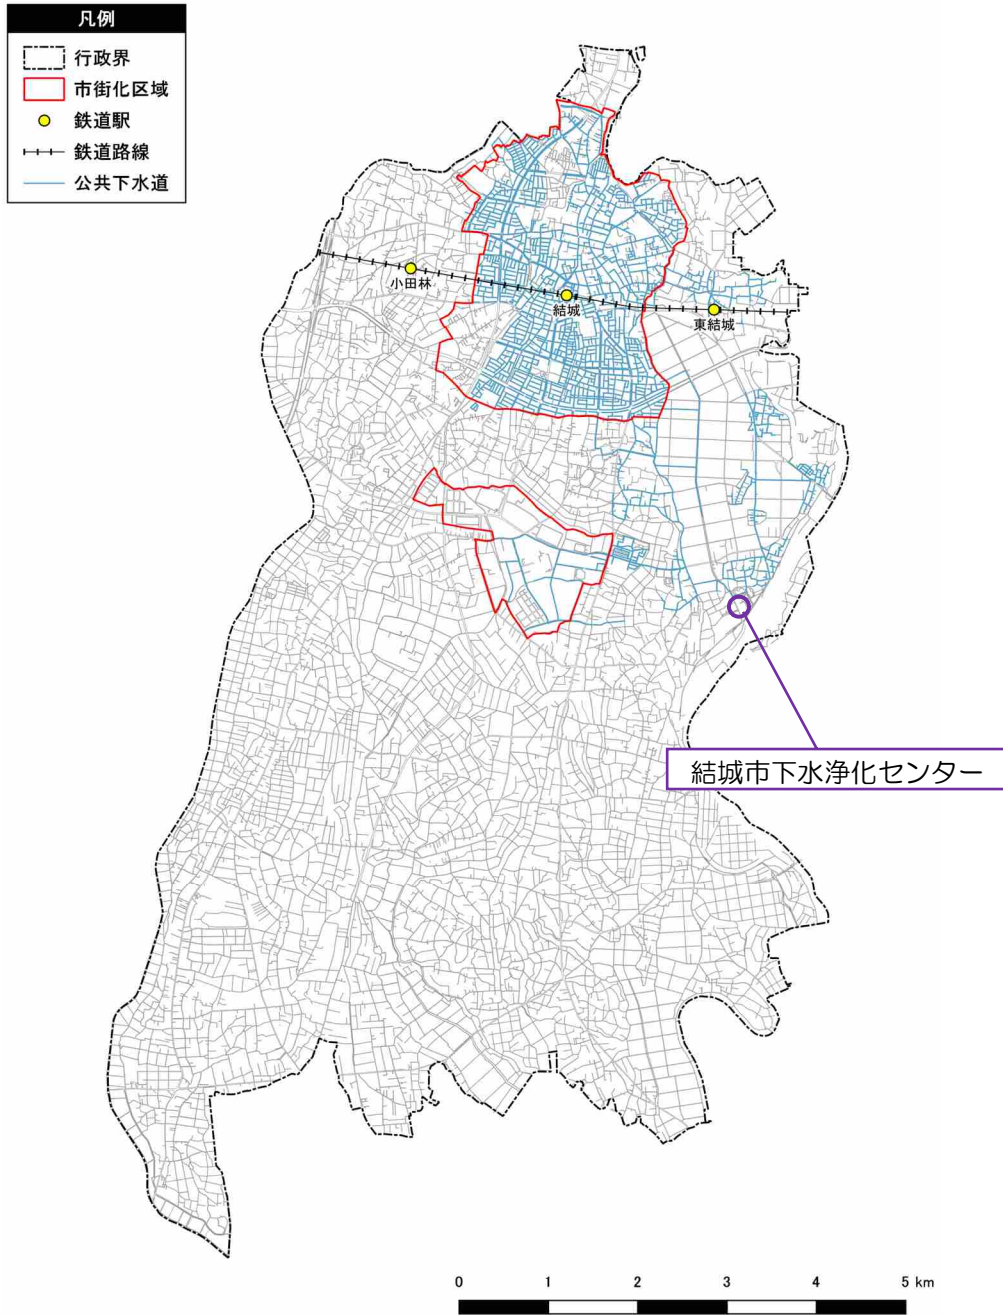 凡例
行政界
市街化区域
鉄道駅
鉄道路線
公共下水道
小田林
結城
東結城
結城市下水浄化センター
0 1 2 3 4 5 km